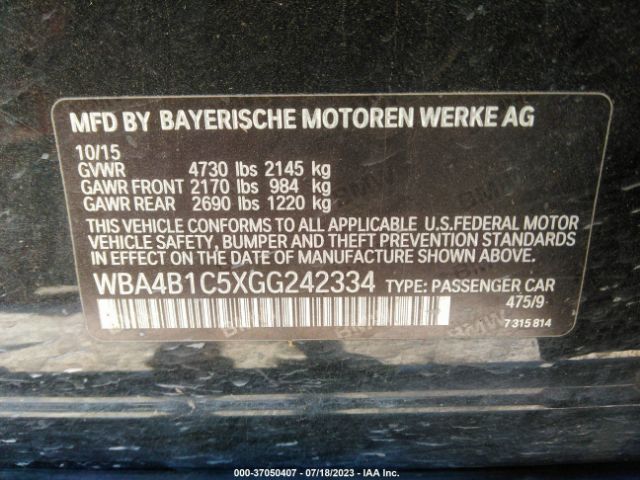 MFD BY BAYERISCHE MOTOREN WERKE AG
10/15
GVWR 4730 lbs 2145 kg
GAWR FRONT 2170 lbs 984 kg
GAWR REAR 2690 lbs 1220 kg
THIS VEHICLE CONFORMS TO ALL APPLICABLE U.S.FEDERAL MOTOR
VEHICLE SAFETY, BUMPER AND THEFT PREVENTION STANDARDS
IN EFFECT ON THE DATE OF MANUFACTURE SHOWN ABOVE.
WBA4B1C5XGG242334 TYPE: PASSENGER CAR
475/9
7 315 814
000-37050407 - 07/18/2023 - IAA Inc.